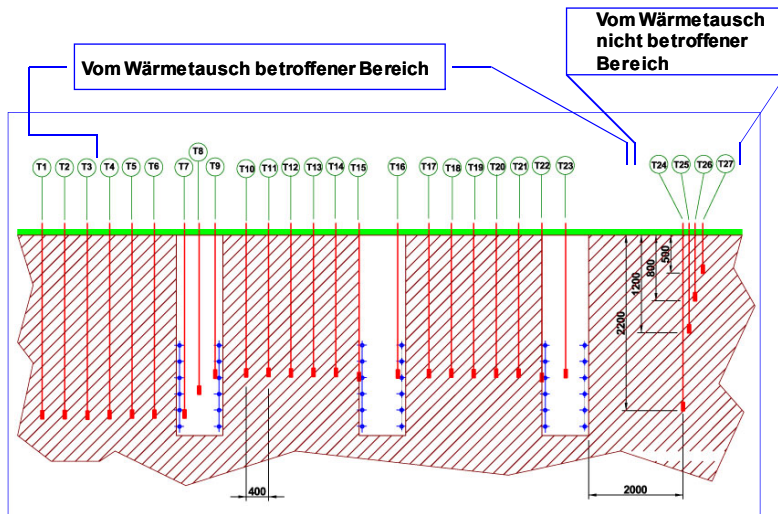 Vom Wärmetausch betroffener Bereich
Vom Wärmetausch
nicht betroffener
Bereich
T1 T2 T3 T4 T5 T6 T7 T8 T9 T10 T11 T12 T13 T14 T15 T16 T17 T18 T19 T20 T21 T22 T23 T24 T25 T26 T27
2200
1200
800
500
400
2000